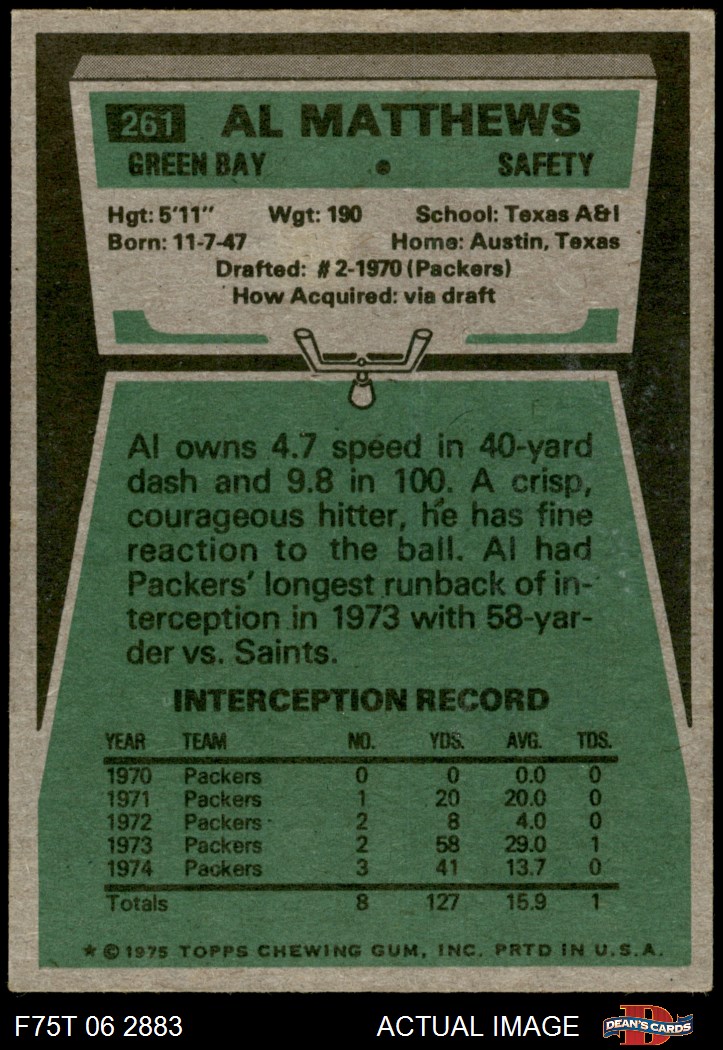 261 AL MATTHEWS
GREEN BAY • SAFETY
Hgt: 5'11" Wgt: 190 School: Texas A&I
Born: 11-7-47 Home: Austin, Texas
Drafted: #2-1970 (Packers)
How Acquired: via draft
Al owns 4.7 speed in 40-yard
dash and 9.8 in 100. A crisp,
courageous hitter, he has fine
reaction to the ball. Al had
Packers' longest runback of in-
terception in 1973 with 58-yar-
der vs. Saints.
INTERCEPTION RECORD
YEAR TEAM NO. YDS. AVG. TDS.
1970 Packers 0 0 0.0 0
1971 Packers 1 20 20.0 0
1972 Packers 2 8 4.0 0
1973 Packers 2 58 29.0 1
1974 Packers 3 41 13.7 0
Totals 8 127 15.9 1
★ © 1975 TOPPS CHEWING GUM, INC. PRTD IN U.S.A.
F75T 06 2883 ACTUAL IMAGE D DEAN'S CARDS